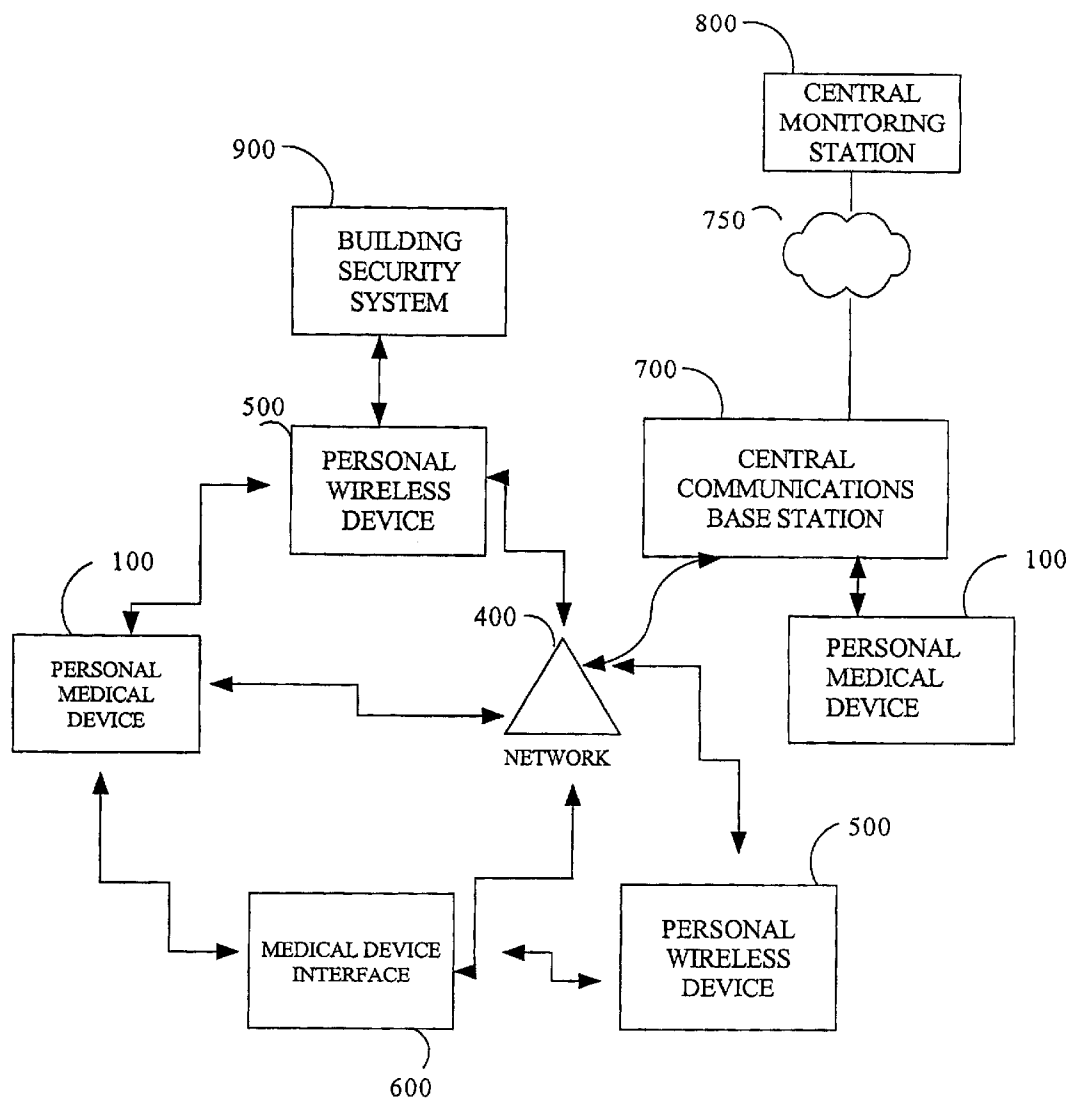 800
CENTRAL
MONITORING
STATION
900
750
BUILDING
SECURITY
SYSTEM
700
500
PERSONAL
WIRELESS
DEVICE
CENTRAL
COMMUNICATIONS
BASE STATION
100
100
400
PERSONAL
MEDICAL
DEVICE
PERSONAL
MEDICAL
DEVICE
NETWORK
500
MEDICAL DEVICE
INTERFACE
PERSONAL
WIRELESS
DEVICE
600